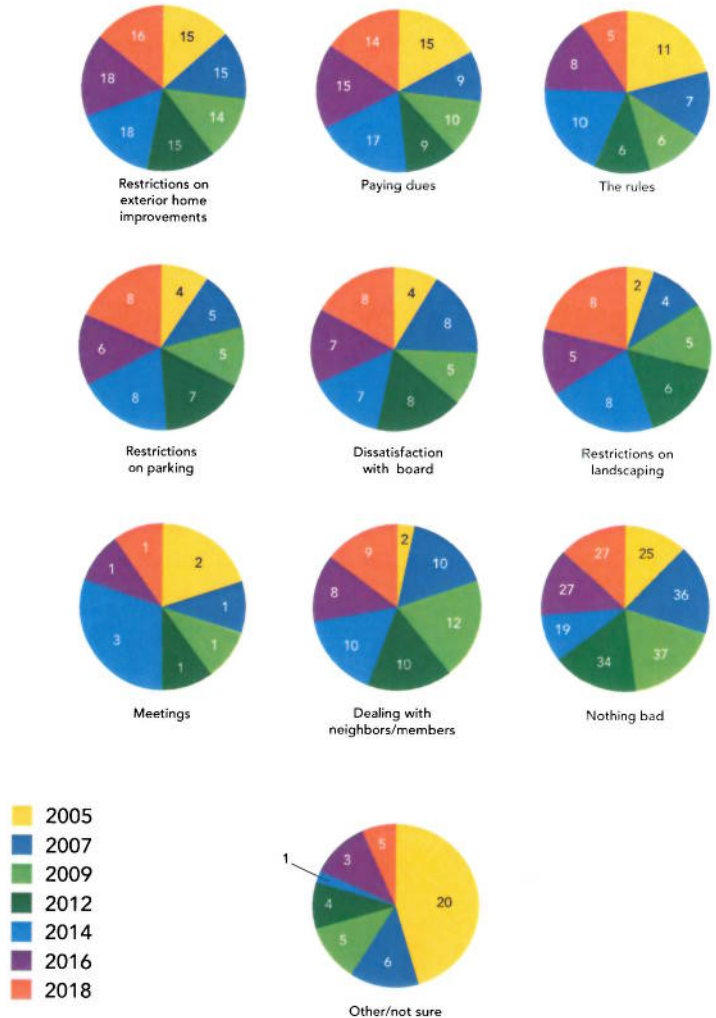 16 15
18 15
18 15 14
Restrictions on
exterior home
improvements
14 15
15 9
17 9 10
Paying dues
5 11
8 7
10 6 6
The rules
8 4
6 5
8 7 5
Restrictions
on parking
8 4
7 8
7 8 5
Dissatisfaction
with board
8 2
5 4
8 6 5
Restrictions on
landscaping
1 2
1 1
3 1 1
Meetings
9 2
8 10
10 10 12
Dealing with
neighbors/members
27 25
27 36
19 34 37
Nothing bad
2005
2007
2009
2012
2014
2016
2018
5
3
1
20
4
5 6
Other/not sure